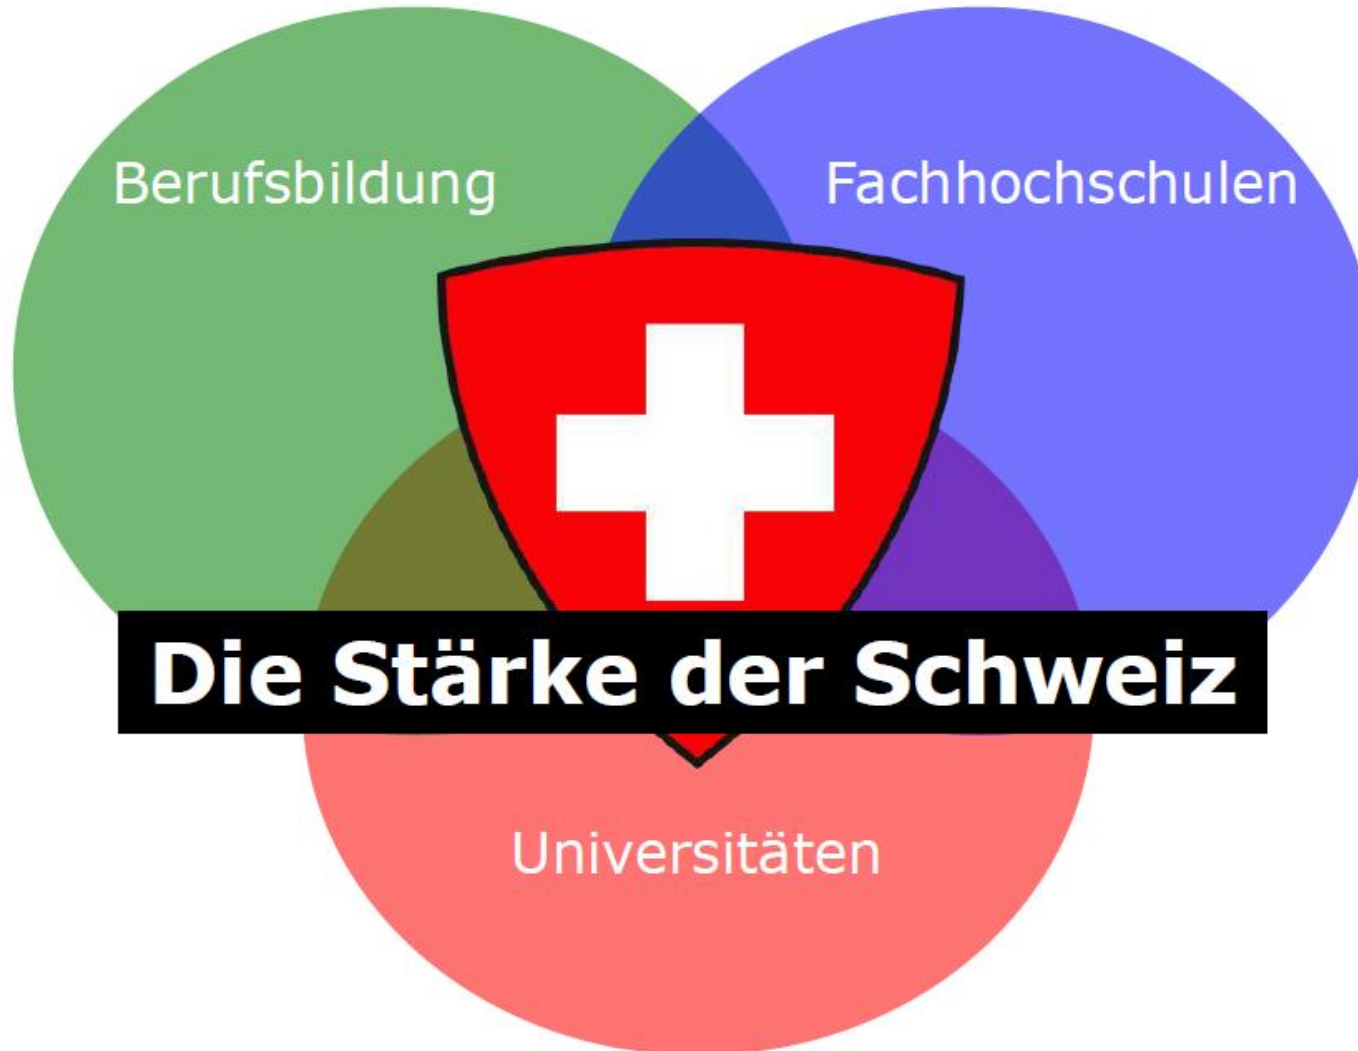 Berufsbildung
Fachhochschulen
Die Stärke der Schweiz
Universitäten